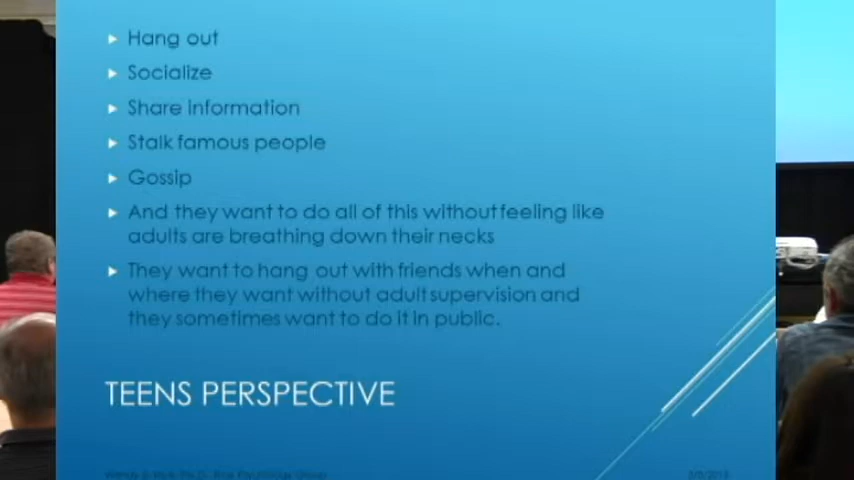 Hang out
Socialize
Share information
Stalk famous people
Gossip
And they want to do all of this without feeling like
adults are breathing down their necks
They want to hang out with friends when and
where they want without adult supervision and
they sometimes want to do it in public.
TEENS PERSPECTIVE